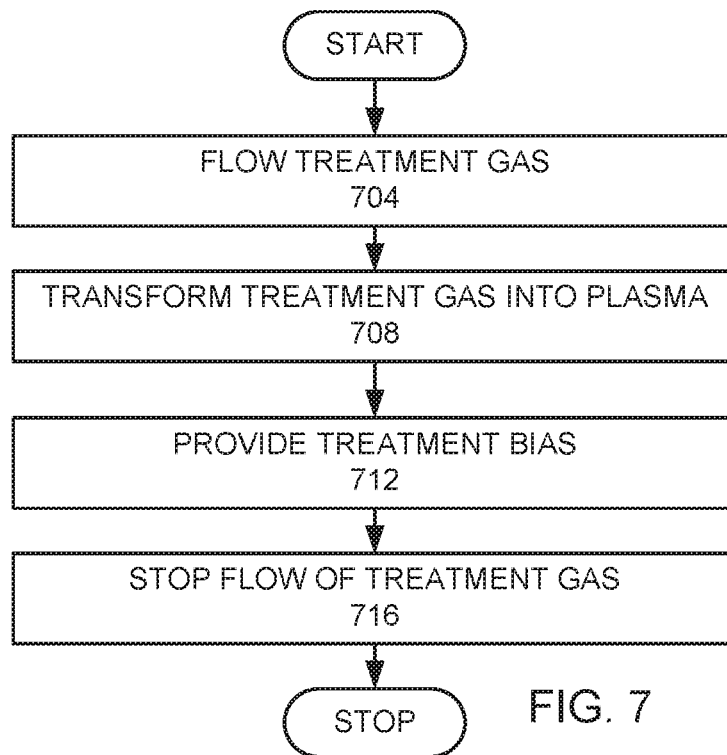 START
FLOW TREATMENT GAS
704
TRANSFORM TREATMENT GAS INTO PLASMA
708
PROVIDE TREATMENT BIAS
712
STOP FLOW OF TREATMENT GAS
716
STOP
FIG. 7